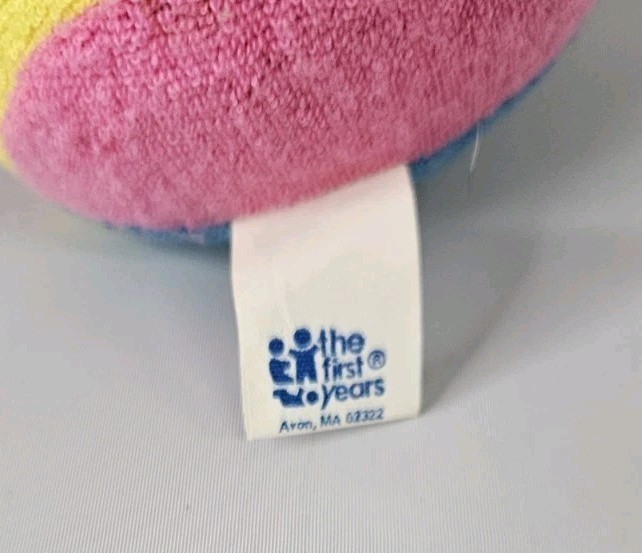 the
first®
years
Avon, MA 02322